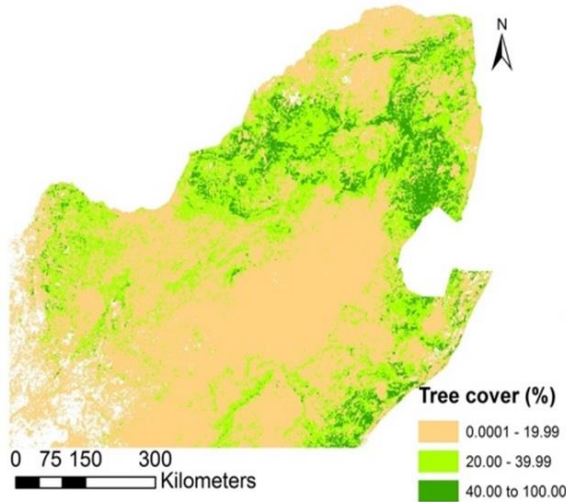 N
Tree cover (%)
0.0001 - 19.99
20.00 - 39.99
40.00 to 100.00
0 75 150 300
Kilometers